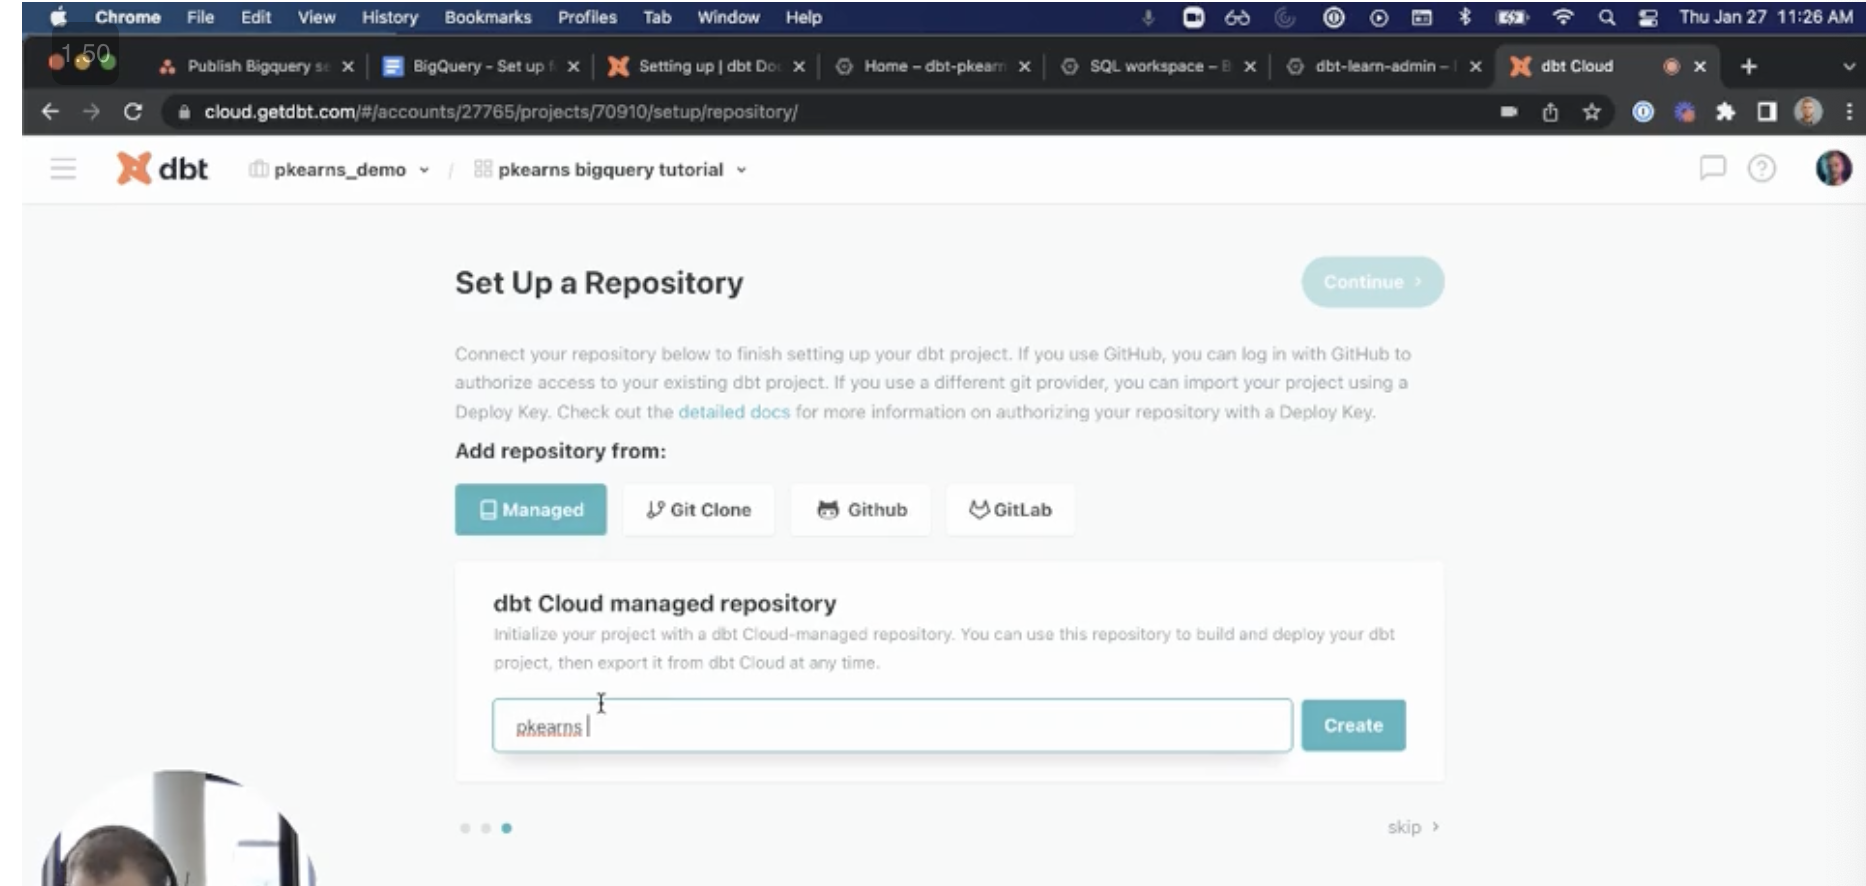 Chrome File Edit View History Bookmarks Profiles Tab Window Help Thu Jan 27 11:26 AM
1.50
Publish Bigquery se BigQuery - Set up f Setting up | dbt Do Home – dbt-pkearn SQL workspace – B dbt-learn-admin – dbt Cloud
cloud.getdbt.com/#/accounts/27765/projects/70910/setup/repository/
dbt pkearns_demo / pkearns bigquery tutorial
Set Up a Repository
Continue
Connect your repository below to finish setting up your dbt project. If you use GitHub, you can log in with GitHub to
authorize access to your existing dbt project. If you use a different git provider, you can import your project using a
Deploy Key. Check out the detailed docs for more information on authorizing your repository with a Deploy Key.
Add repository from:
Managed Git Clone Github GitLab
dbt Cloud managed repository
Initialize your project with a dbt Cloud-managed repository. You can use this repository to build and deploy your dbt
project, then export it from dbt Cloud at any time.
pkearns
Create
skip